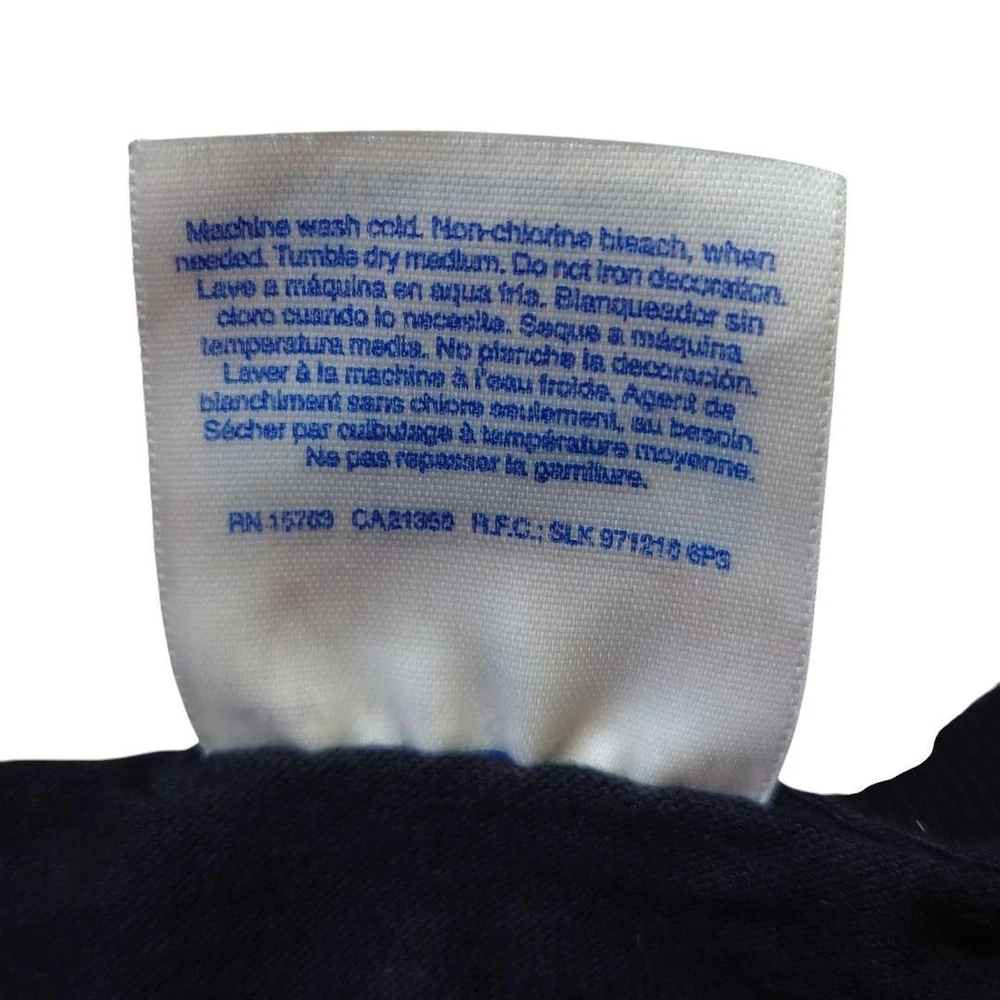 Machine wash cold. Non-chlorine bleach, when
needed. Tumble dry medium. Do not iron decoration.
Lave a máquina en aqua fría. Blanqueador sin
cloro cuando lo necesite. Seque a máquina
temperatura media. No planche la decoración.
Laver à la machine à l'eau froide. Agent de
blanchiment sans chlore seulement, au besoin.
Sécher par culbutage à température moyenne.
Ne pas repasser la garniture.
RN 15763 CA21350 R.F.C.: SLK 971216 6P3